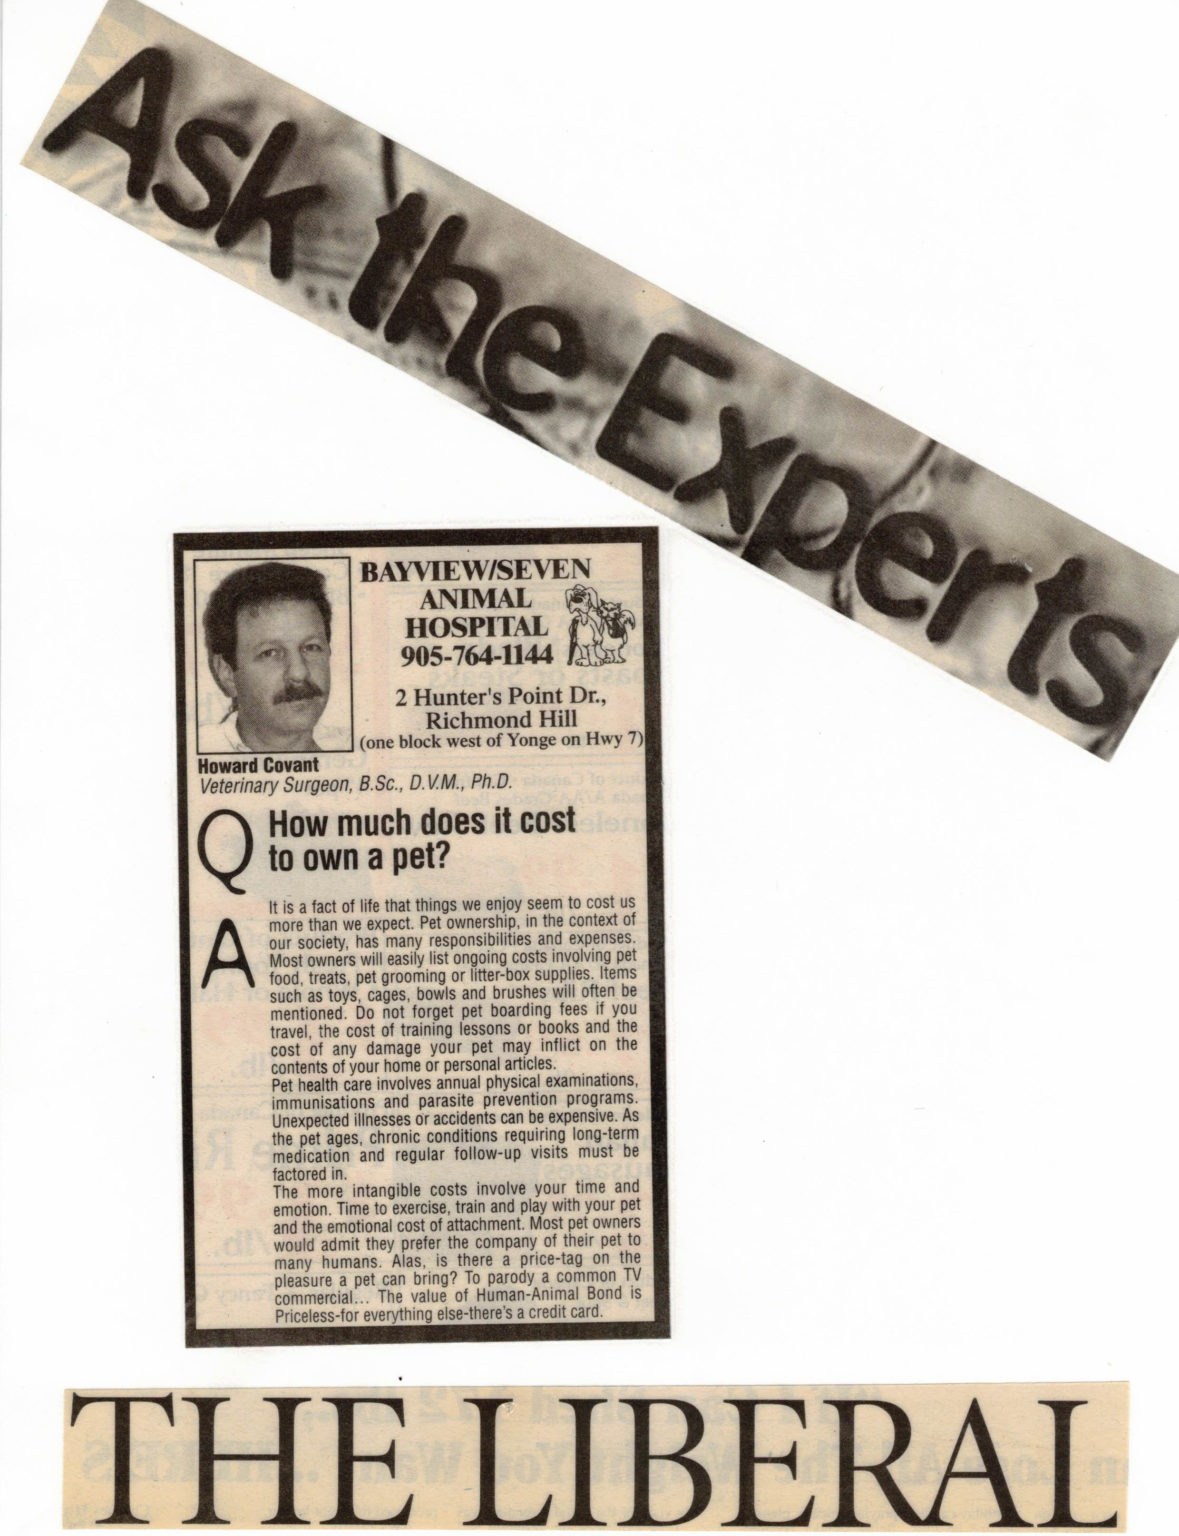 Ask the Experts
BAYVIEW/SEVEN
ANIMAL
HOSPITAL
905-764-1144
2 Hunter's Point Dr.,
Richmond Hill
(one block west of Yonge on Hwy 7)
Howard Covant
Veterinary Surgeon, B.Sc., D.V.M., Ph.D.
Q
How much does it cost
to own a pet?
A
It is a fact of life that things we enjoy seem to cost us
more than we expect. Pet ownership, in the context of
our society, has many responsibilities and expenses.
Most owners will easily list ongoing costs involving pet
food, treats, pet grooming or litter-box supplies. Items
such as toys, cages, bowls and brushes will often be
mentioned. Do not forget pet boarding fees if you
travel, the cost of training lessons or books and the
cost of any damage your pet may inflict on the
contents of your home or personal articles.
Pet health care involves annual physical examinations,
immunisations and parasite prevention programs.
Unexpected illnesses or accidents can be expensive. As
the pet ages, chronic conditions requiring long-term
medication and regular follow-up visits must be
factored in.
The more intangible costs involve your time and
emotion. Time to exercise, train and play with your pet
and the emotional cost of attachment. Most pet owners
would admit they prefer the company of their pet to
many humans. Alas, is there a price-tag on the
pleasure a pet can bring? To parody a common TV
commercial... The value of Human-Animal Bond is
Priceless-for everything else-there's a credit card.
THE LIBERAL